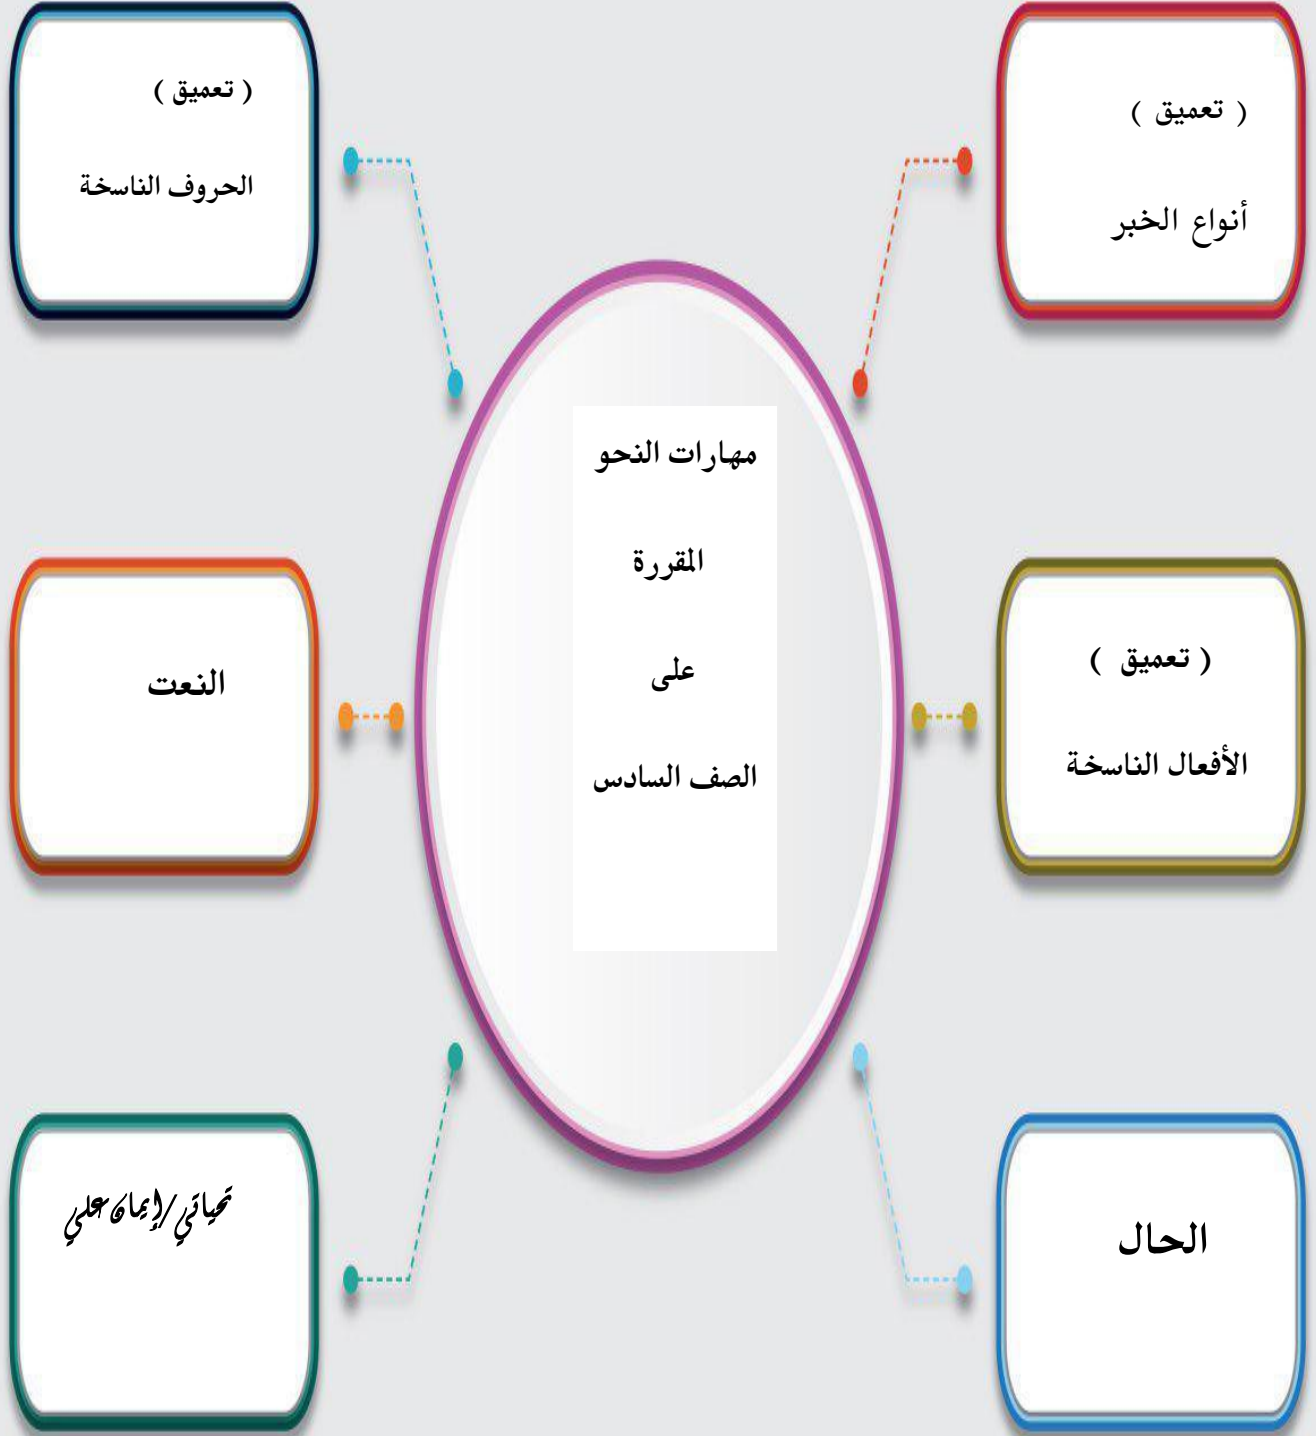 ( تعميق )
أنواع الخبر
( تعميق )
الحروف الناسخة
مهارات النحو
المقررة
على
الصف السادس
( تعميق )
الأفعال الناسخة
النعت
الحال
تحياتي/إيمان علي